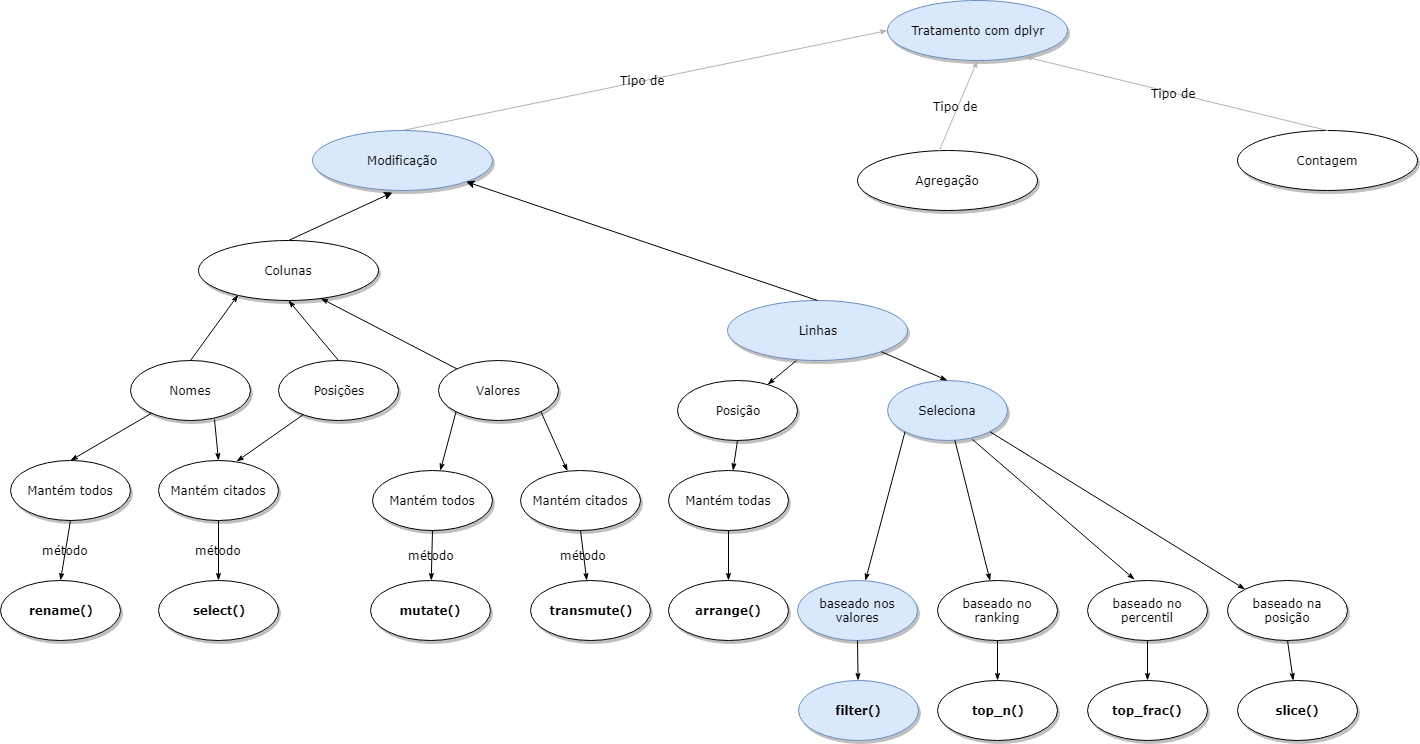 Tratamento com dplyr
Tipo de
Tipo de
Tipo de
Modificação
Agregação
Contagem
Colunas
Linhas
Nomes
Posições
Valores
Posição
Seleciona
Mantém todos
Mantém citados
Mantém todos
Mantém citados
Mantém todas
método
método
método
método
rename()
select()
mutate()
transmute()
arrange()
baseado nos
valores
baseado no
ranking
baseado no
percentil
baseado na
posição
filter()
top_n()
top_frac()
slice()